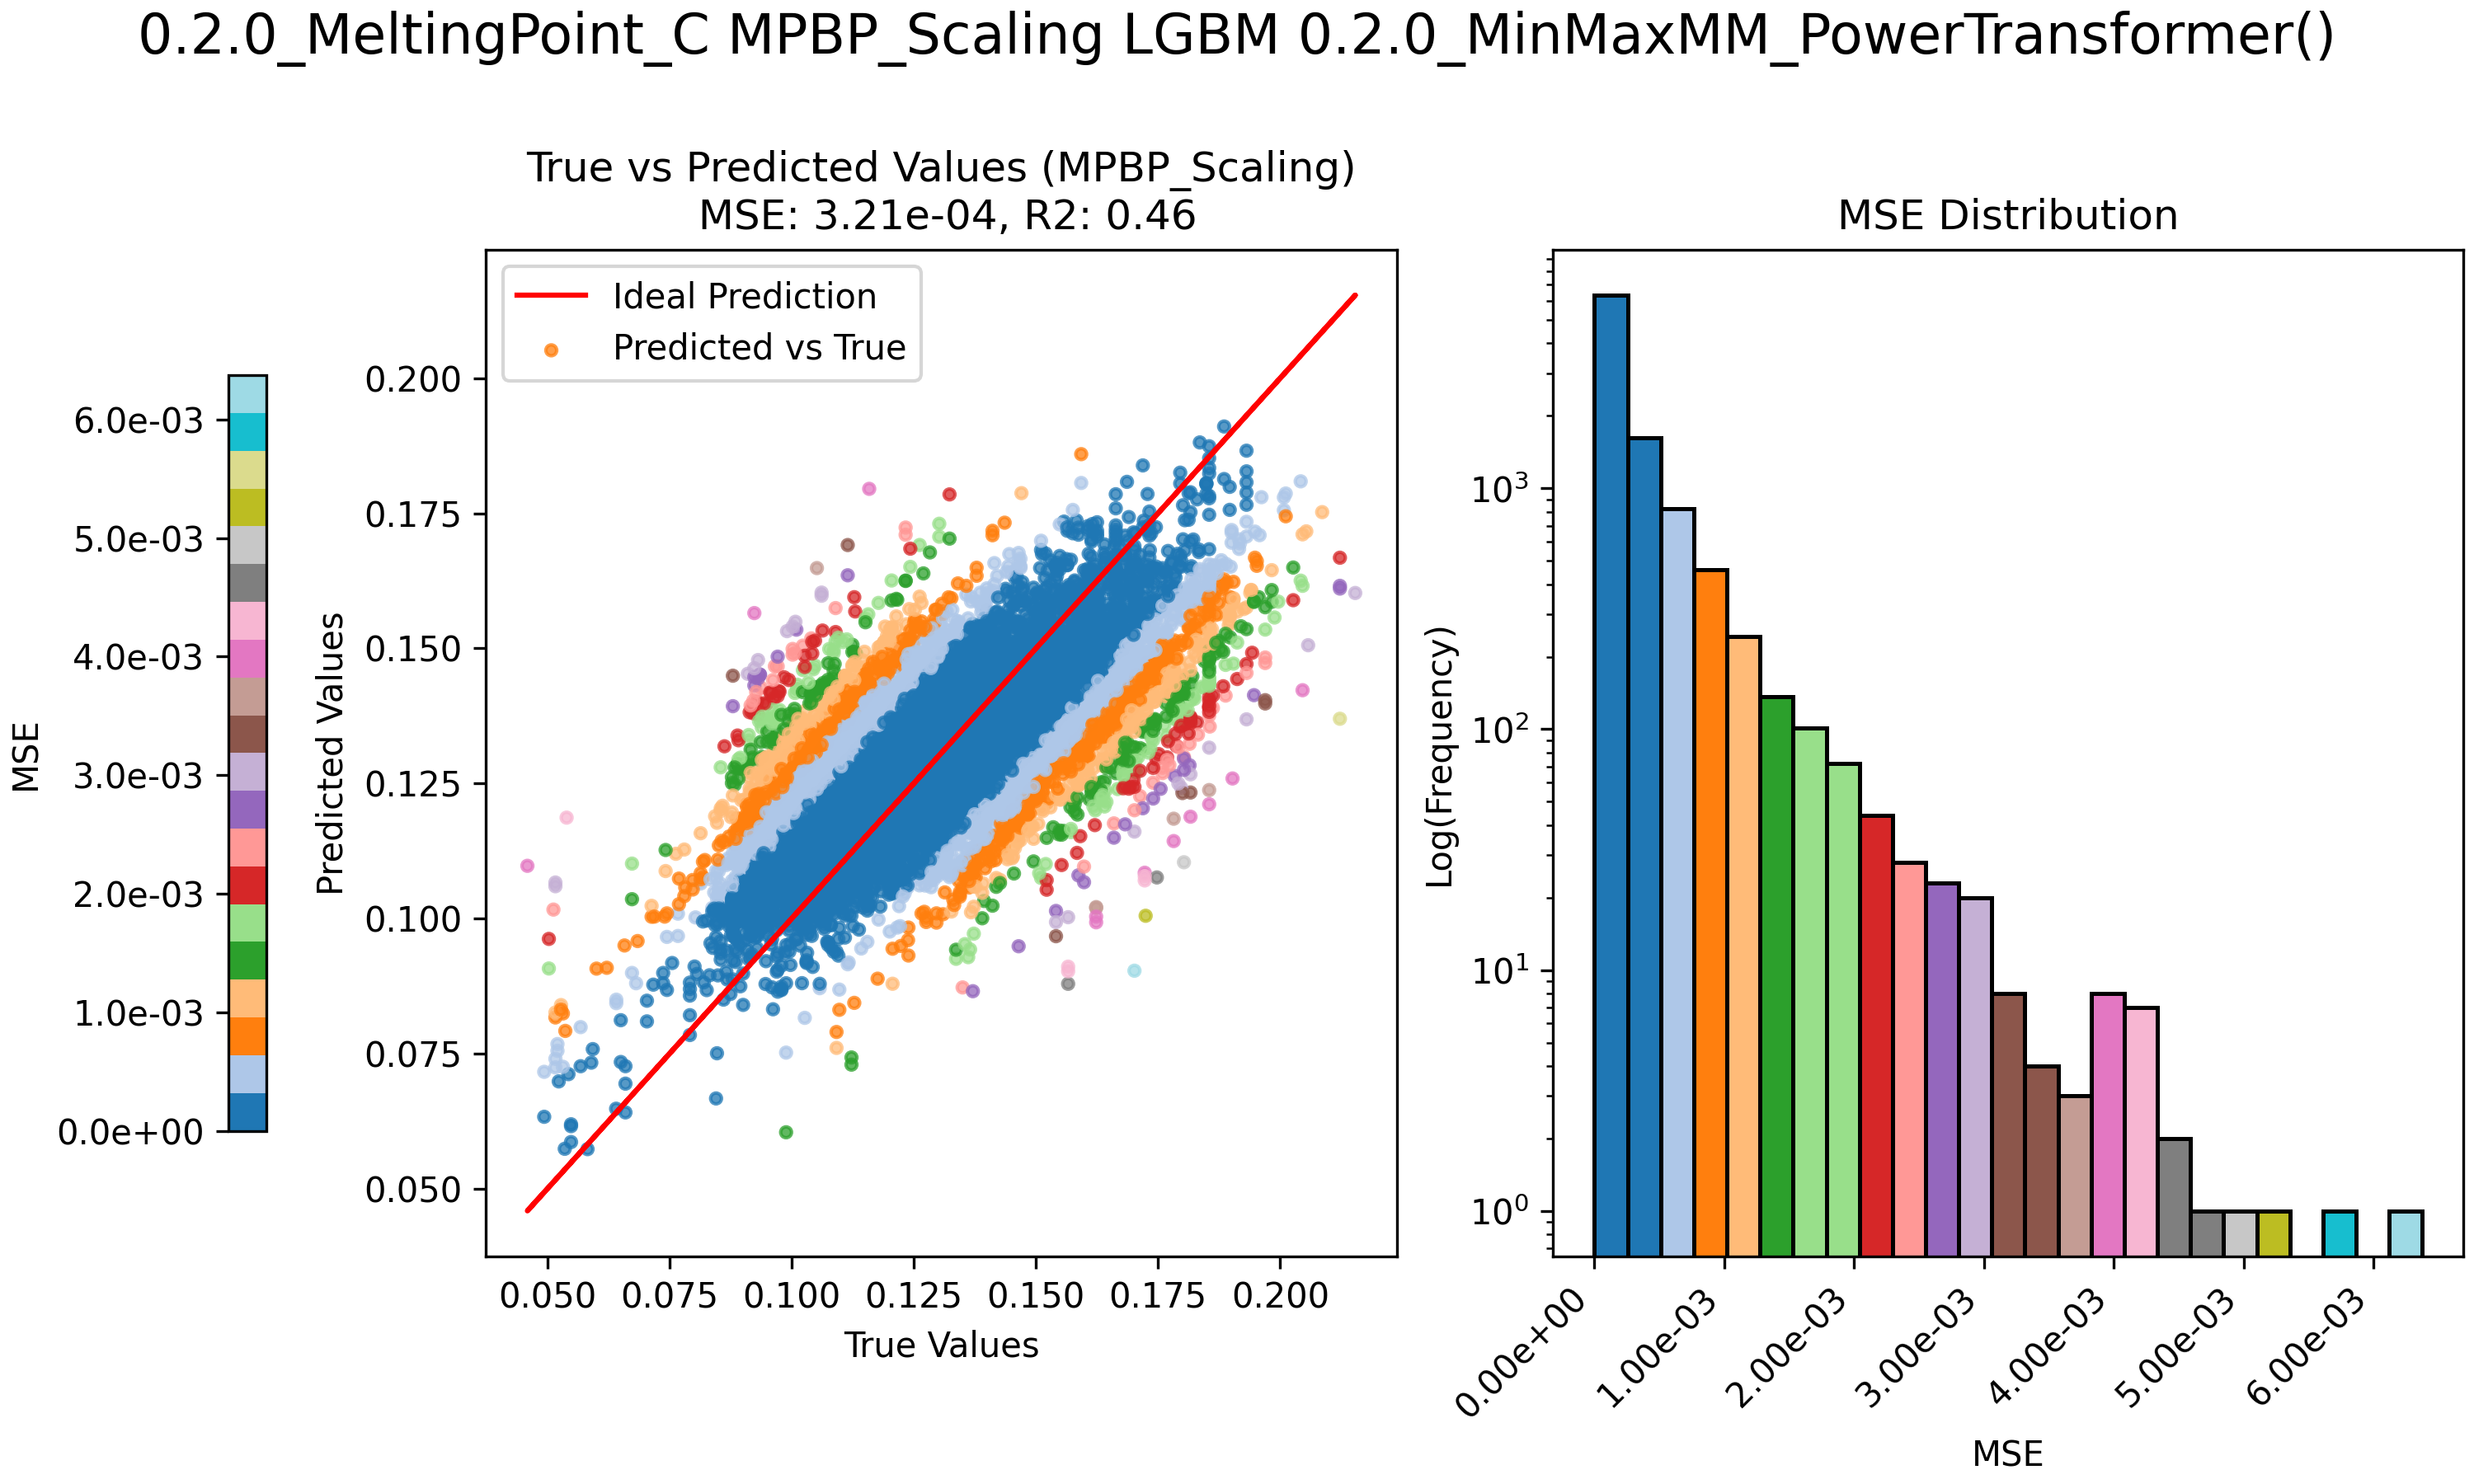 0.2.0_MeltingPoint_C MPBP_Scaling LGBM 0.2.0_MinMaxMM_PowerTransformer()
MSE
6.0e-03
5.0e-03
4.0e-03
3.0e-03
2.0e-03
1.0e-03
0.0e+00
True vs Predicted Values (MPBP_Scaling)
MSE: 3.21e-04, R2: 0.46
Ideal Prediction
Predicted vs True
Predicted Values
0.200
0.175
0.150
0.125
0.100
0.075
0.050
0.050 0.075 0.100 0.125 0.150 0.175 0.200
True Values
MSE Distribution
Log(Frequency)
10³
10²
10¹
10⁰
0.00e+00 1.00e-03 2.00e-03 3.00e-03 4.00e-03 5.00e-03 6.00e-03
MSE